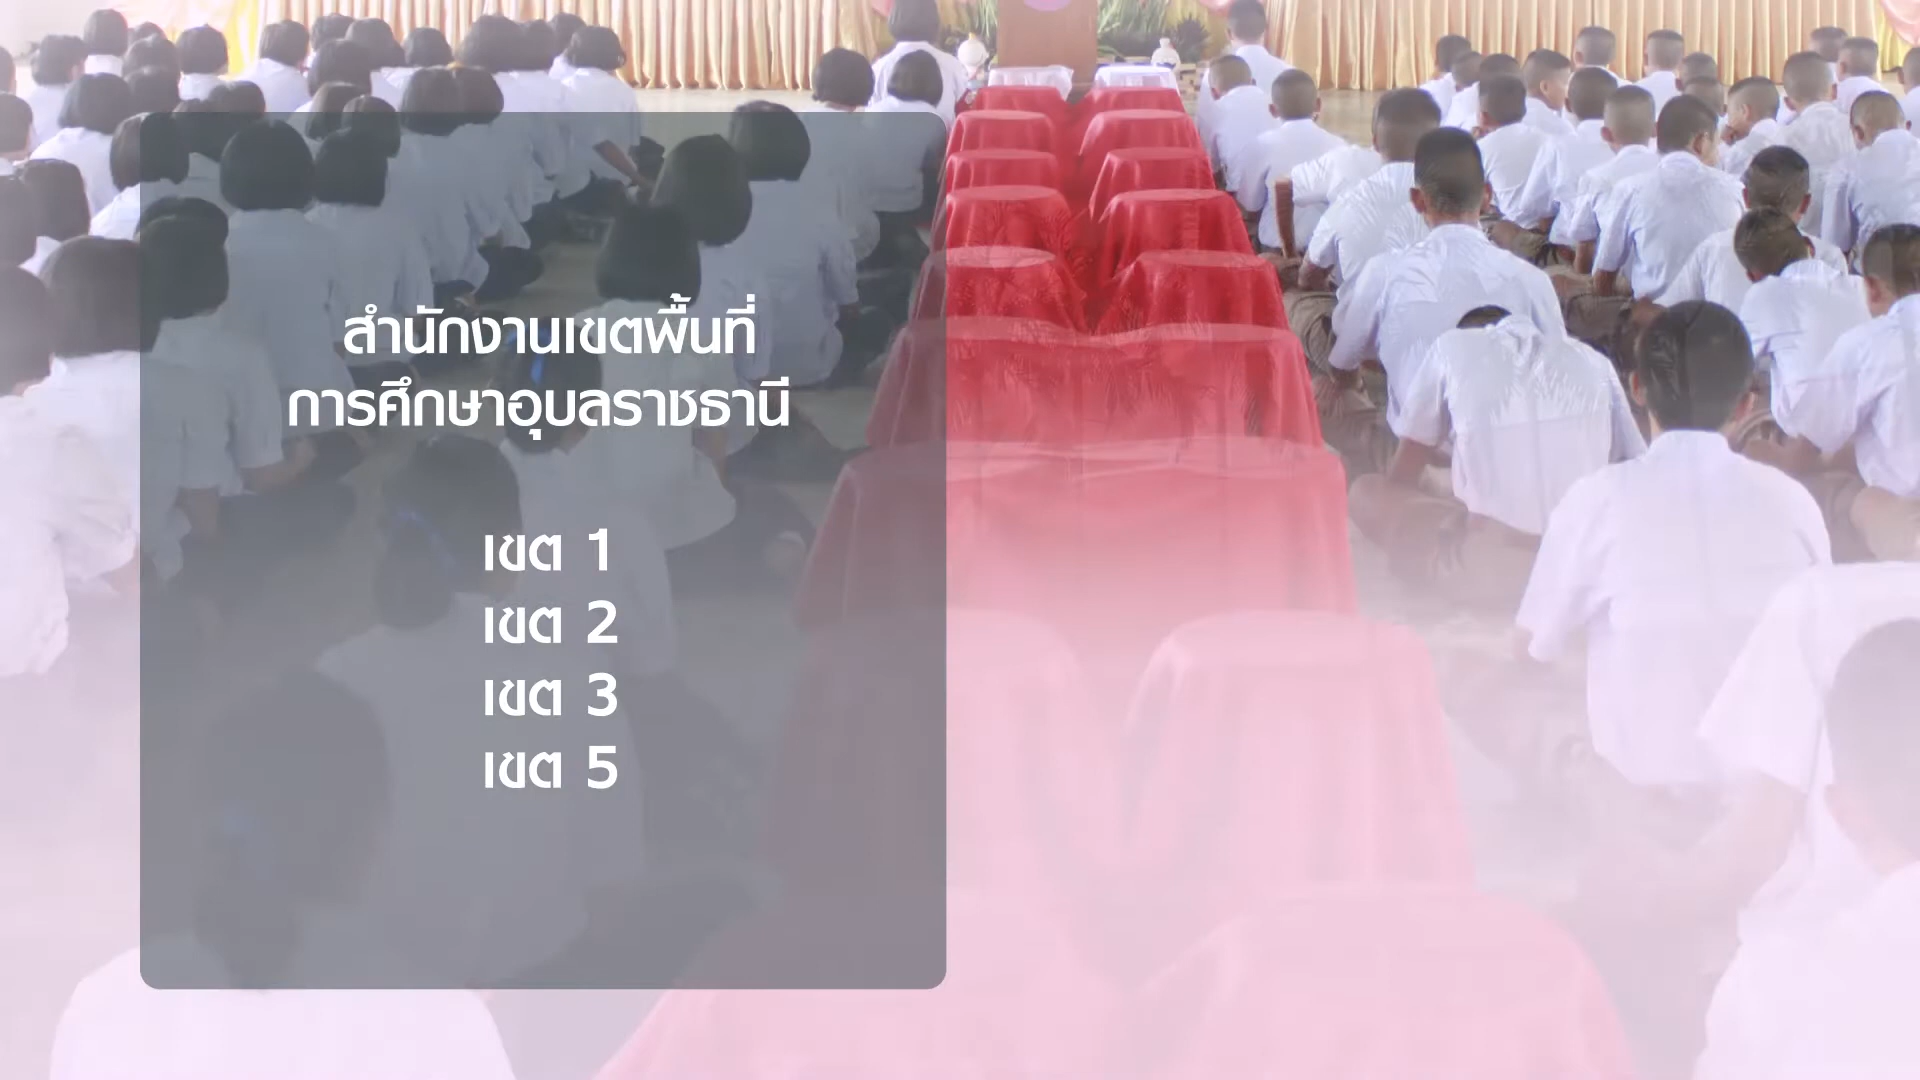 สำนักงานเขตพื้นที่
การศึกษาอุบลราชธานี
เขต 1
เขต 2
เขต 3
เขต 5